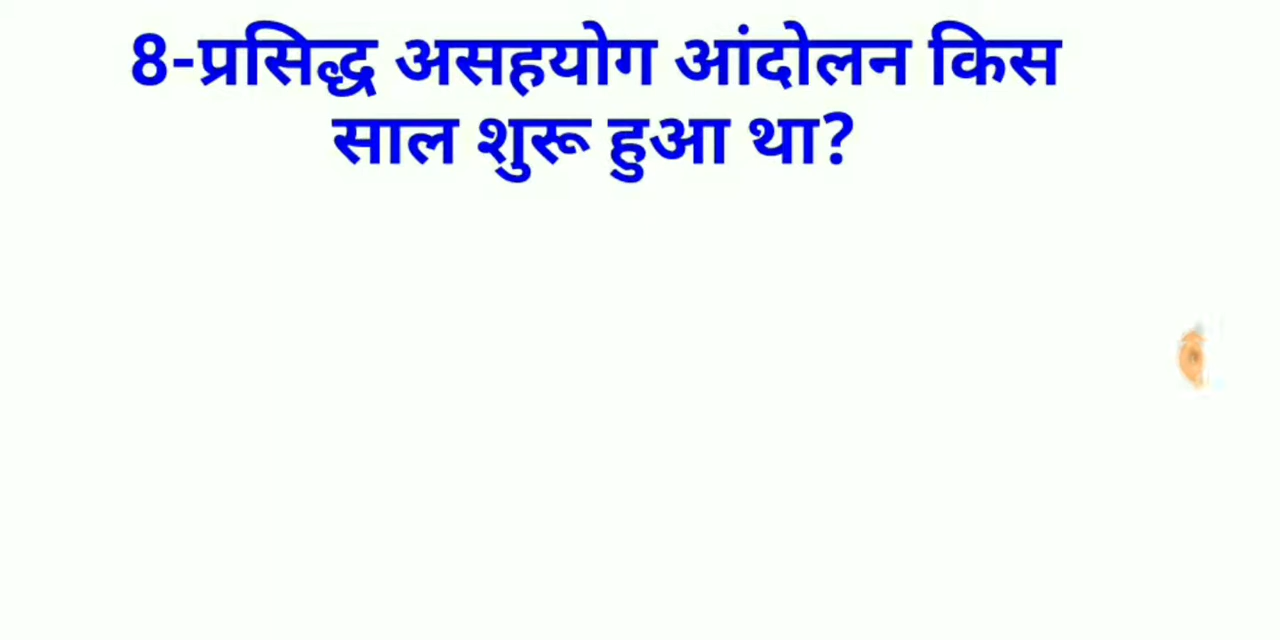 8-प्रसिद्ध असहयोग आंदोलन किस
साल शुरू हुआ था?